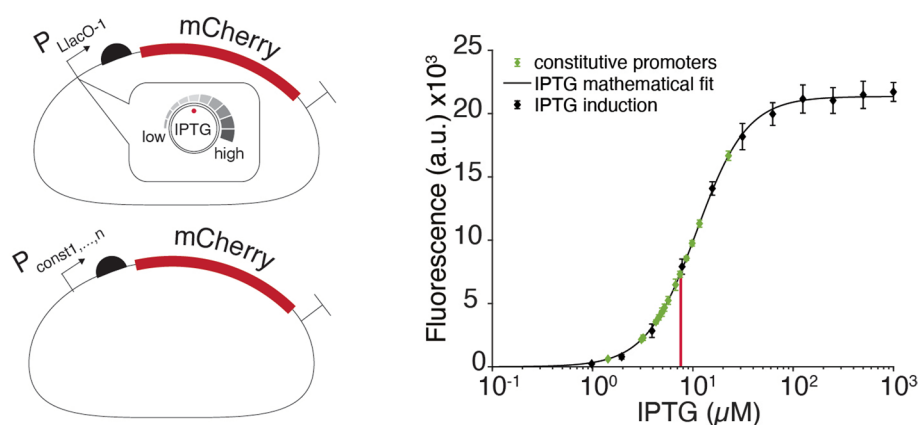 P LlacO-1
mCherry
IPTG
low
high
P const1,...,n
mCherry
Fluorescence (a.u.) x10³
25
20
15
10
5
0
constitutive promoters
IPTG mathematical fit
IPTG induction
10⁻¹ 10⁰ 10¹ 10² 10³
IPTG (µM)